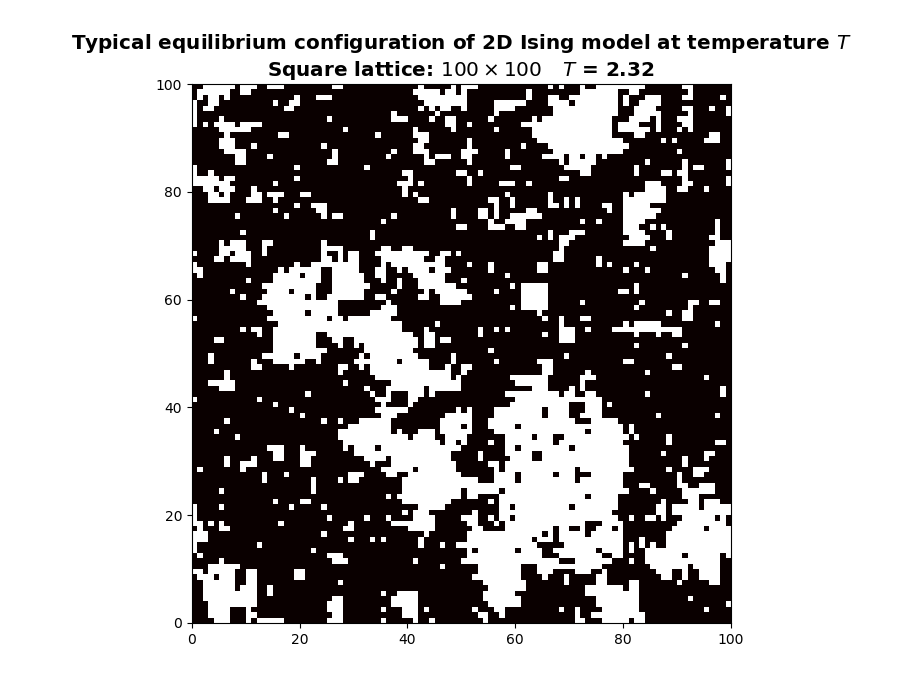 Typical equilibrium configuration of 2D Ising model at temperature T
Square lattice: 100 × 100 T = 2.32
100
80
60
40
20
0
0 20 40 60 80 100